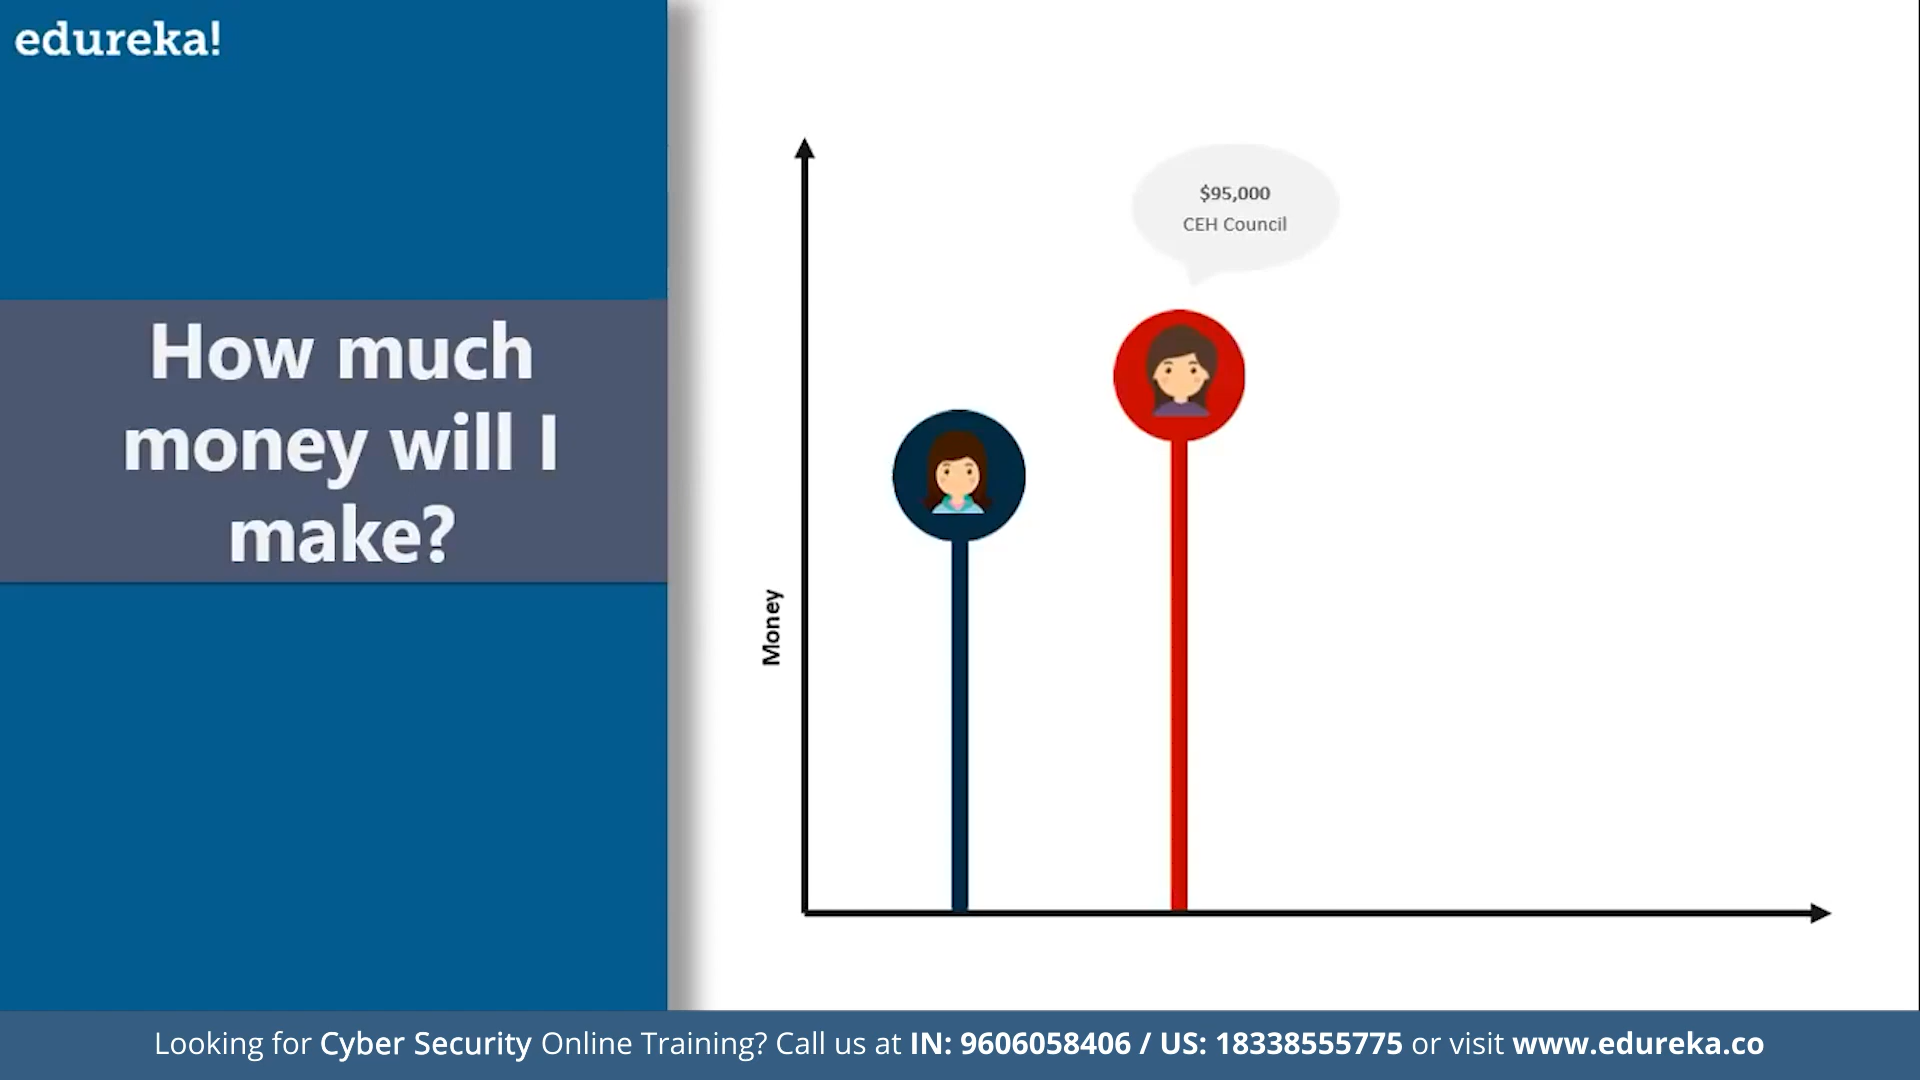 edureka!
How much
money will I
make?
$95,000
CEH Council
Money
Looking for Cyber Security Online Training? Call us at IN: 9606058406 / US: 18338555775 or visit www.edureka.co